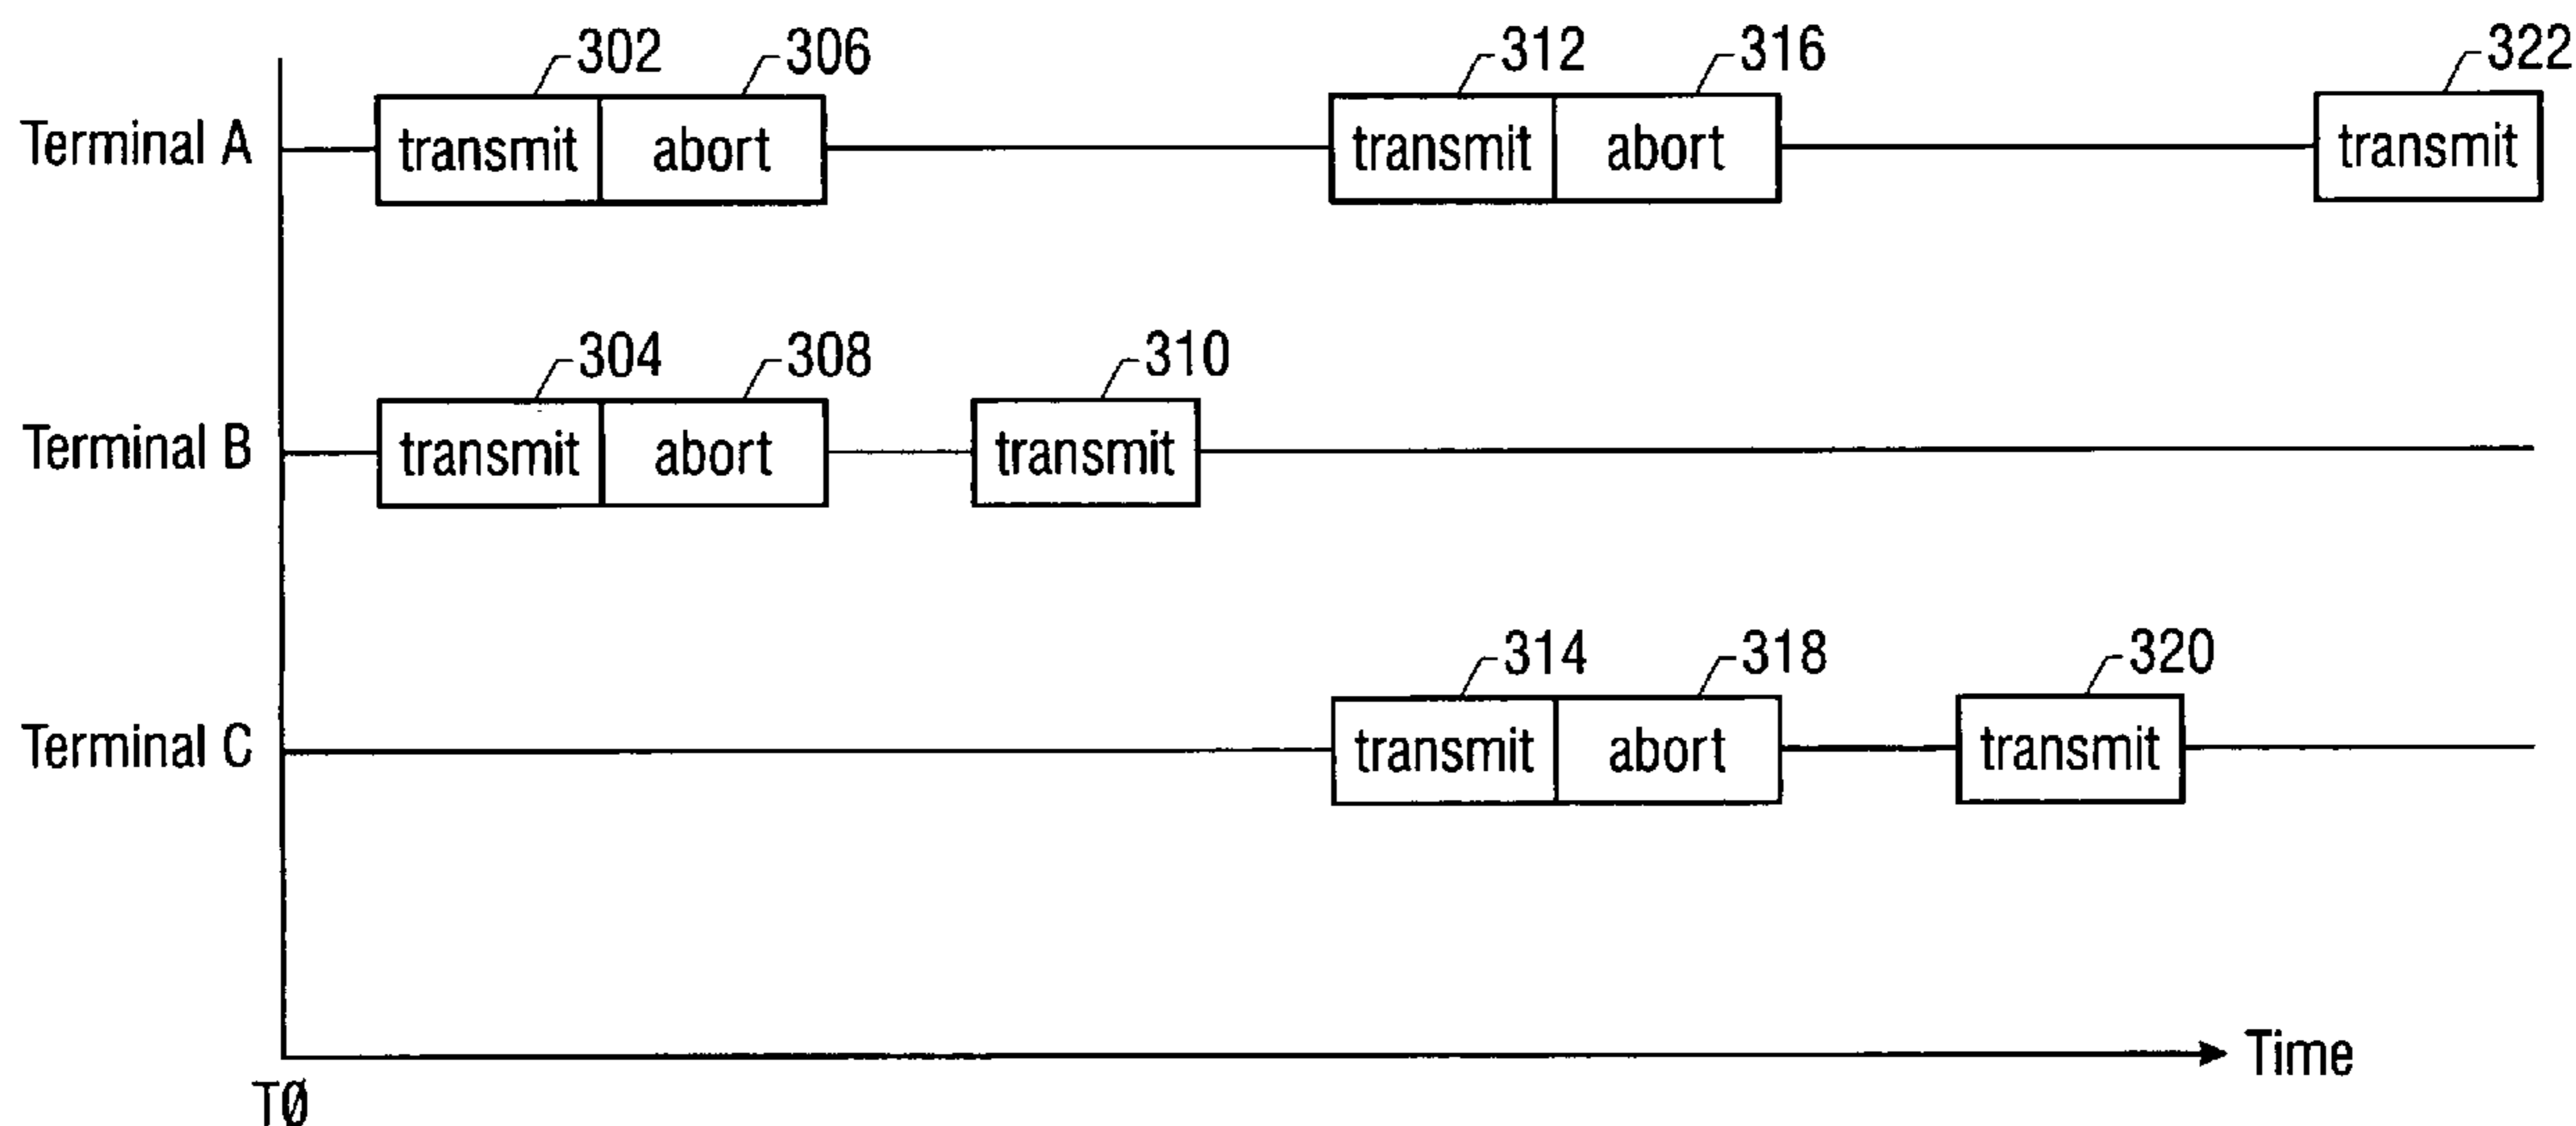 302 306 312 316 322
Terminal A transmit abort transmit abort transmit
304 308 310
Terminal B transmit abort transmit
314 318 320
Terminal C transmit abort transmit
Time
TØ